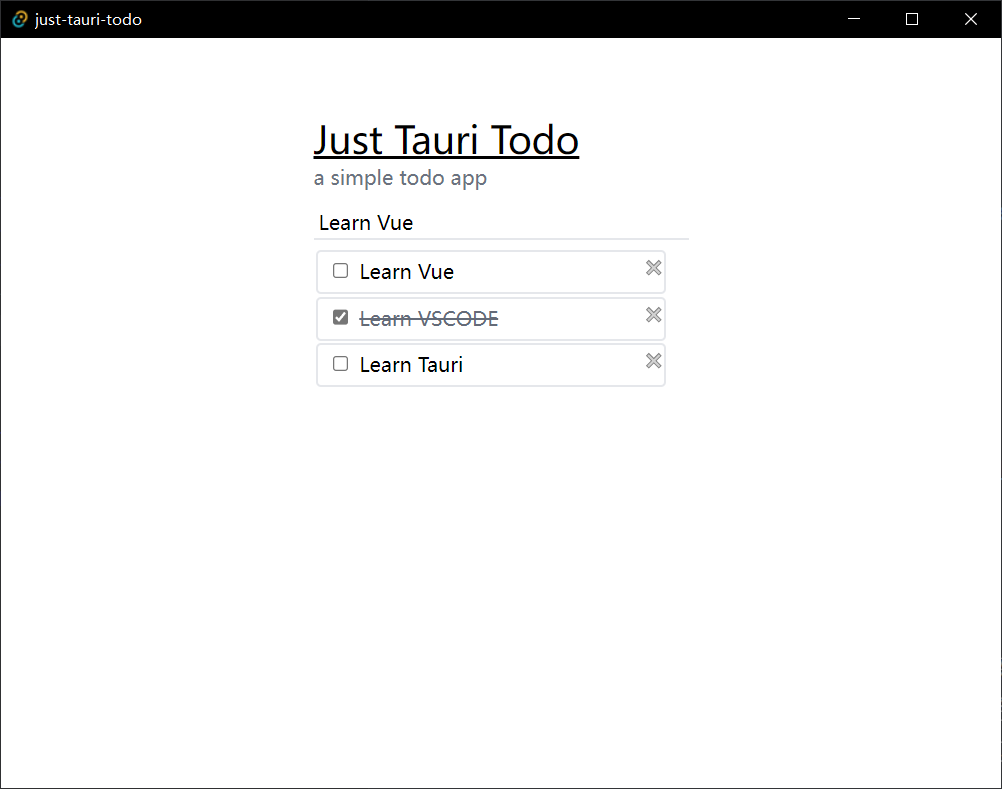 just-tauri-todo
Just Tauri Todo
a simple todo app
Learn Vue
Learn Vue
Learn VSCODE
Learn Tauri